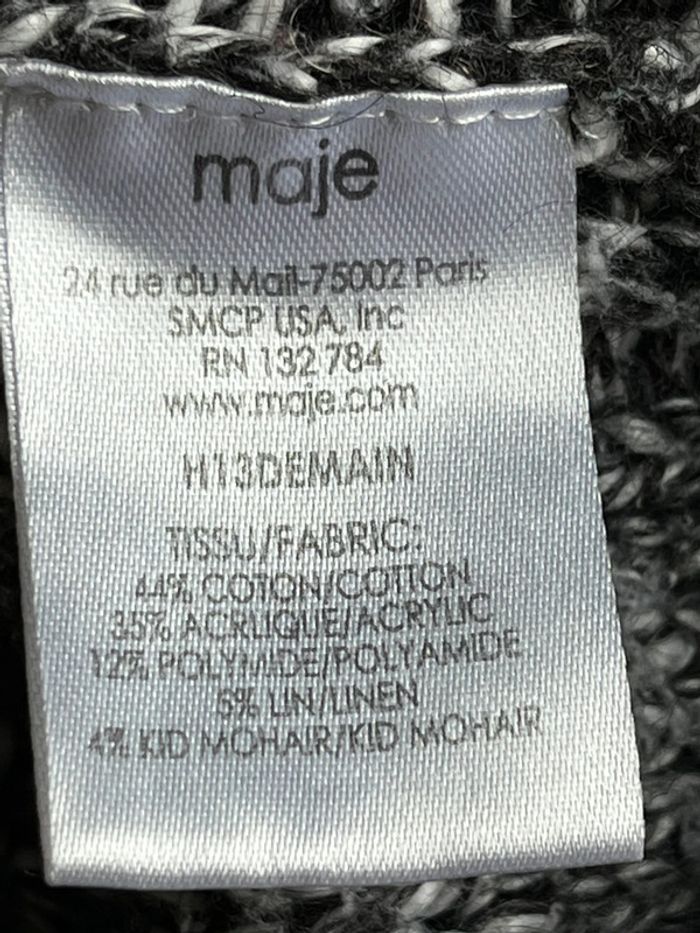 maje
24 rue du Mail-75002 Paris
SMCP USA, Inc
RN 132 784
www.maje.com
H13DEMAIN
TISSU/FABRIC:
44% COTON/COTTON
35% ACRLIQUE/ACRYLIC
12% POLYMIDE/POLYAMIDE
5% LIN/LINEN
4% KID MOHAIR/KID MOHAIR